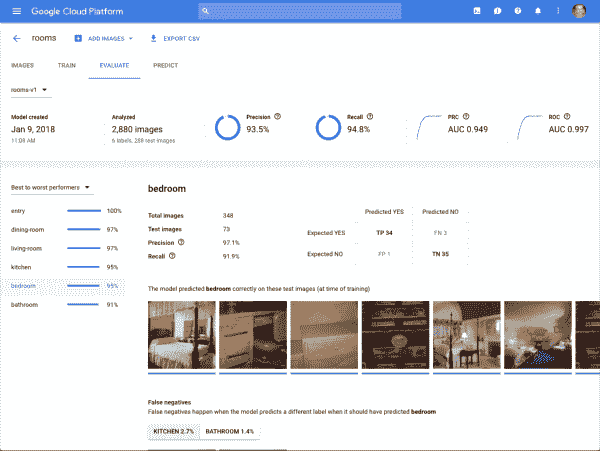 Google Cloud Platform
rooms
ADD IMAGES
EXPORT CSV
IMAGES TRAIN EVALUATE PREDICT
rooms-v1
Model created
Jan 9, 2018
11:08 AM
Analyzed
2,880 images
6 labels, 288 test images
Precision
93.5%
Recall
94.8%
PRC
AUC 0.949
ROC
AUC 0.997
Best to worst performers
entry 100%
dining-room 97%
living-room 97%
kitchen 95%
bedroom 95%
bathroom 91%
bedroom
Total images 348
Test images 73
Precision 97.1%
Recall 91.9%
Predicted YES Predicted NO
Expected YES TP 34 FN 3
Expected NO FP 1 TN 35
The model predicted bedroom correctly on these test images (at time of training)
False negatives
False negatives happen when the model predicts a different label when it should have predicted bedroom
KITCHEN 2.7% BATHROOM 1.4%